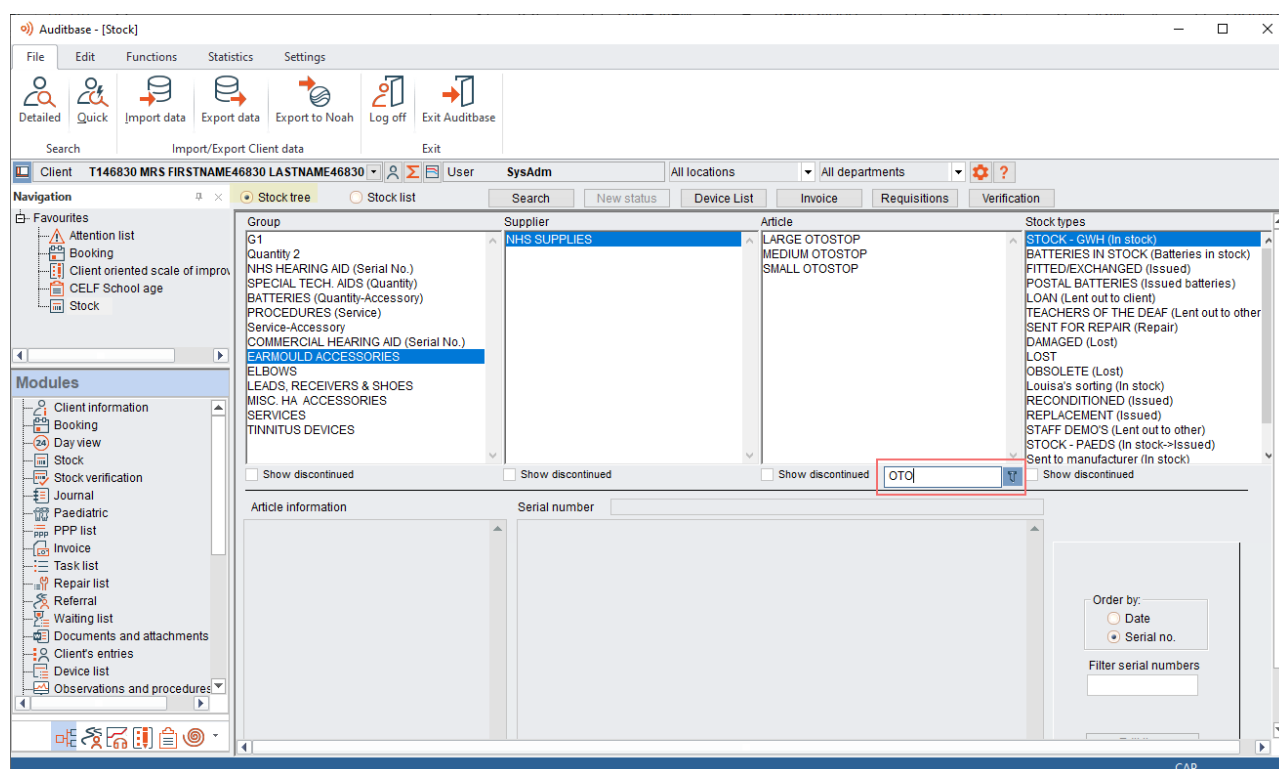 Auditbase - [Stock]
File Edit Functions Statistics Settings
Detailed Quick Import data Export data Export to Noah Log off Exit Auditbase
Search Import/Export Client data Exit
Client T146830 MRS FIRSTNAME46830 LASTNAME46830 User SysAdm All locations All departments
Navigation Stock tree Stock list Search New status Device List Invoice Requisitions Verification
Favourites
Attention list
Booking
Client oriented scale of improv
CELF School age
Stock
Modules
Client information
Booking
Day view
Stock
Stock verification
Journal
Paediatric
PPP list
Invoice
Task list
Repair list
Referral
Waiting list
Documents and attachments
Client's entries
Device list
Observations and procedures
Group
G1
Quantity 2
NHS HEARING AID (Serial No.)
SPECIAL TECH. AIDS (Quantity)
BATTERIES (Quantity-Accessory)
PROCEDURES (Service)
Service-Accessory
COMMERCIAL HEARING AID (Serial No.)
EARMOULD ACCESSORIES
ELBOWS
LEADS, RECEIVERS & SHOES
MISC. HA ACCESSORIES
SERVICES
TINNITUS DEVICES
Show discontinued
Supplier
NHS SUPPLIES
Show discontinued
Article
LARGE OTOSTOP
MEDIUM OTOSTOP
SMALL OTOSTOP
Show discontinued OTO
Stock types
STOCK - GWH (In stock)
BATTERIES IN STOCK (Batteries in stock)
FITTED/EXCHANGED (Issued)
POSTAL BATTERIES (Issued batteries)
LOAN (Lent out to client)
TEACHERS OF THE DEAF (Lent out to other
SENT FOR REPAIR (Repair)
DAMAGED (Lost)
LOST
OBSOLETE (Lost)
Louisa's sorting (In stock)
RECONDITIONED (Issued)
REPLACEMENT (Issued)
STAFF DEMO'S (Lent out to other)
STOCK - PAEDS (In stock->Issued)
Sent to manufacturer (In stock)
Show discontinued
Article information
Serial number
Order by:
Date
Serial no.
Filter serial numbers
CAP